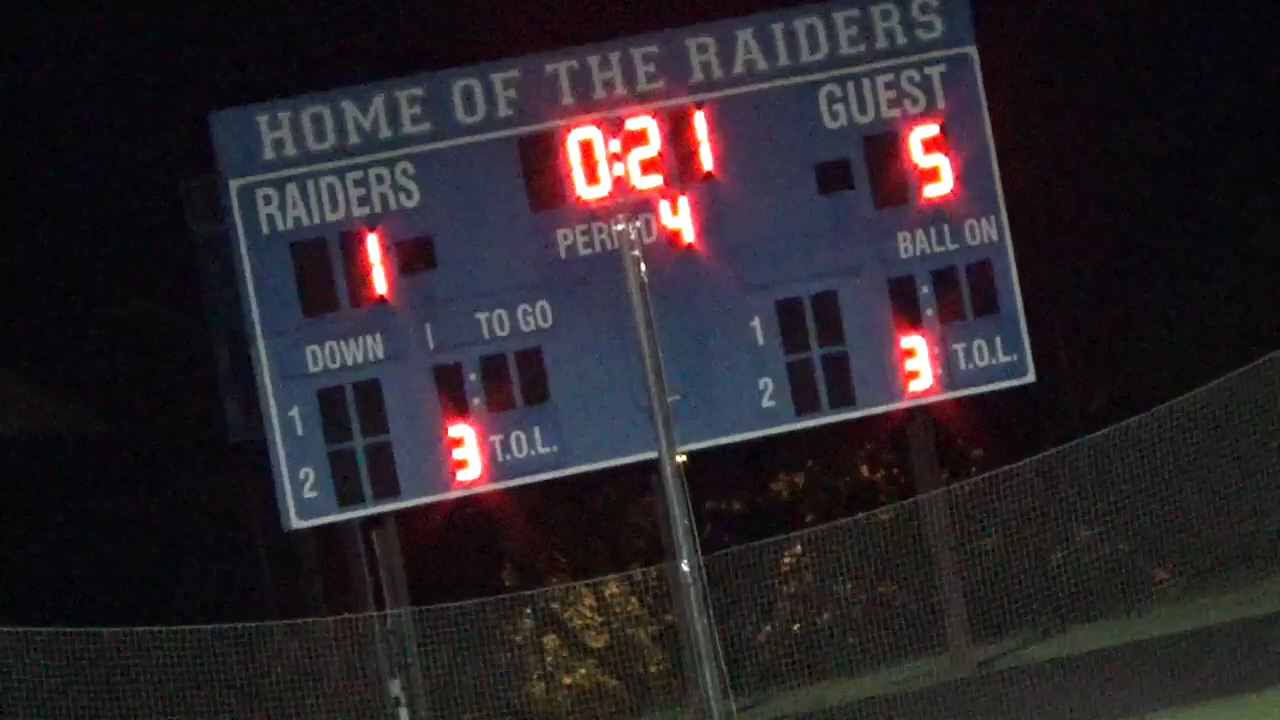 HOME OF THE RAIDERS
RAIDERS 0:21 GUEST
1 PERIOD 4 5
DOWN TO GO BALL ON
1 1
2 3 T.O.L. 2 3 T.O.L.